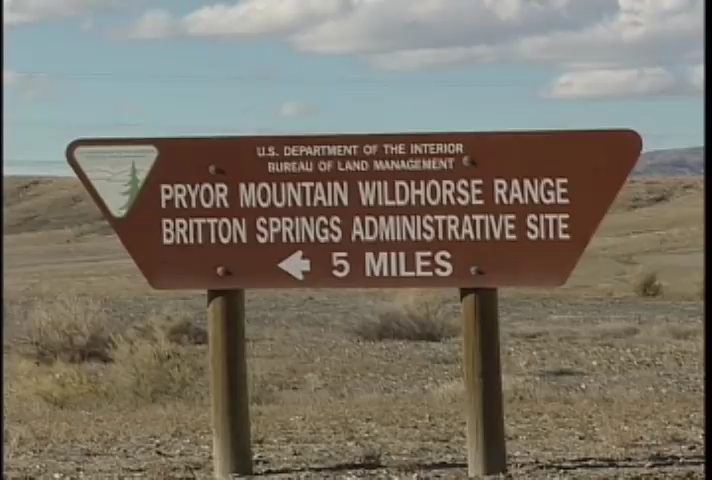 U.S. DEPARTMENT OF THE INTERIOR
BUREAU OF LAND MANAGEMENT
PRYOR MOUNTAIN WILDHORSE RANGE
BRITTON SPRINGS ADMINISTRATIVE SITE
5 MILES